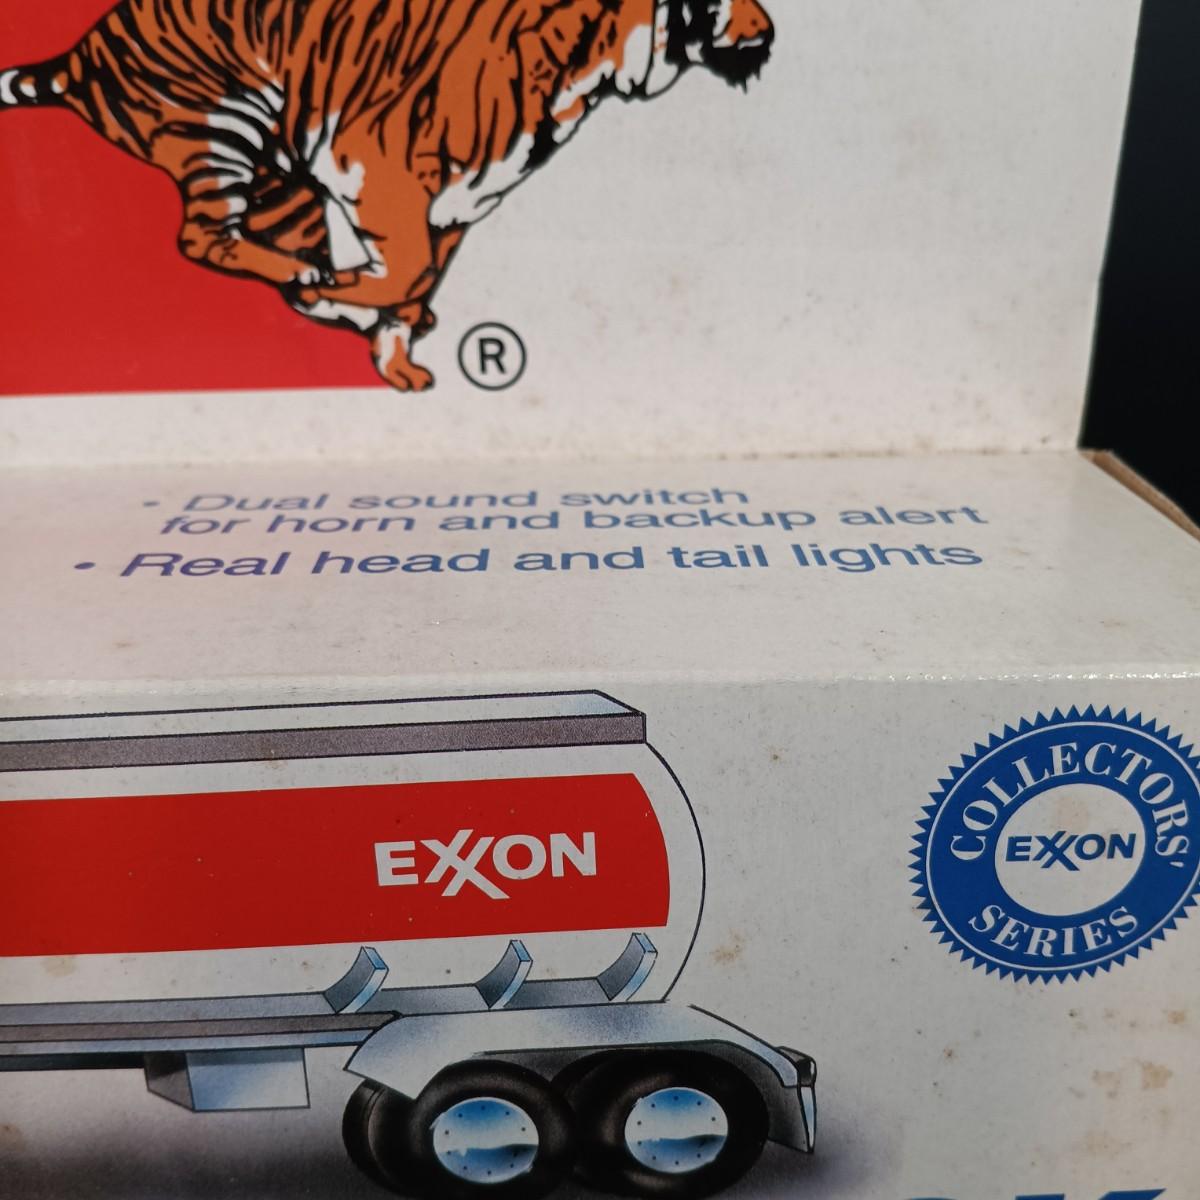 ®
• Dual sound switch
for horn and backup alert
• Real head and tail lights
EXXON
COLLECTORS'
EXXON
SERIES